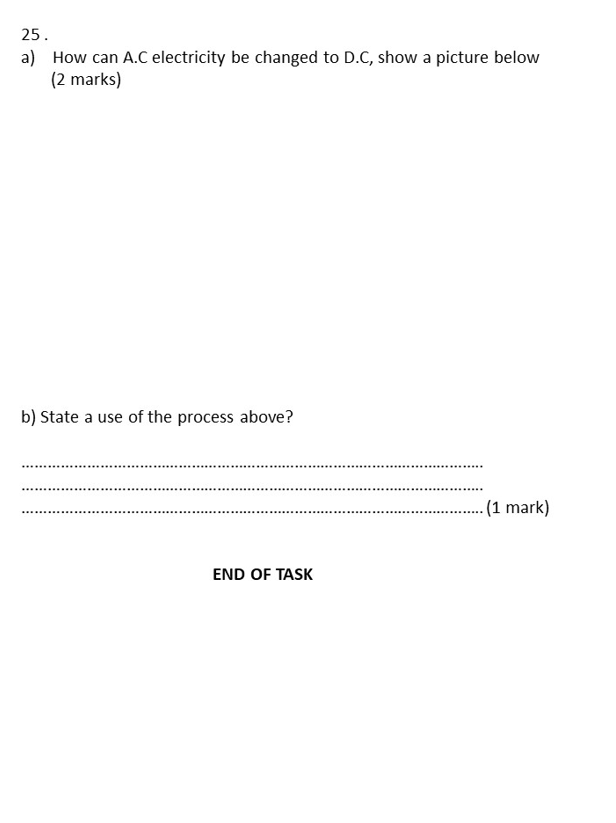 25 .
a) How can A.C electricity be changed to D.C, show a picture below
(2 marks)
b) State a use of the process above?
................................................................................................
................................................................................................
................................................................................................(1 mark)
END OF TASK